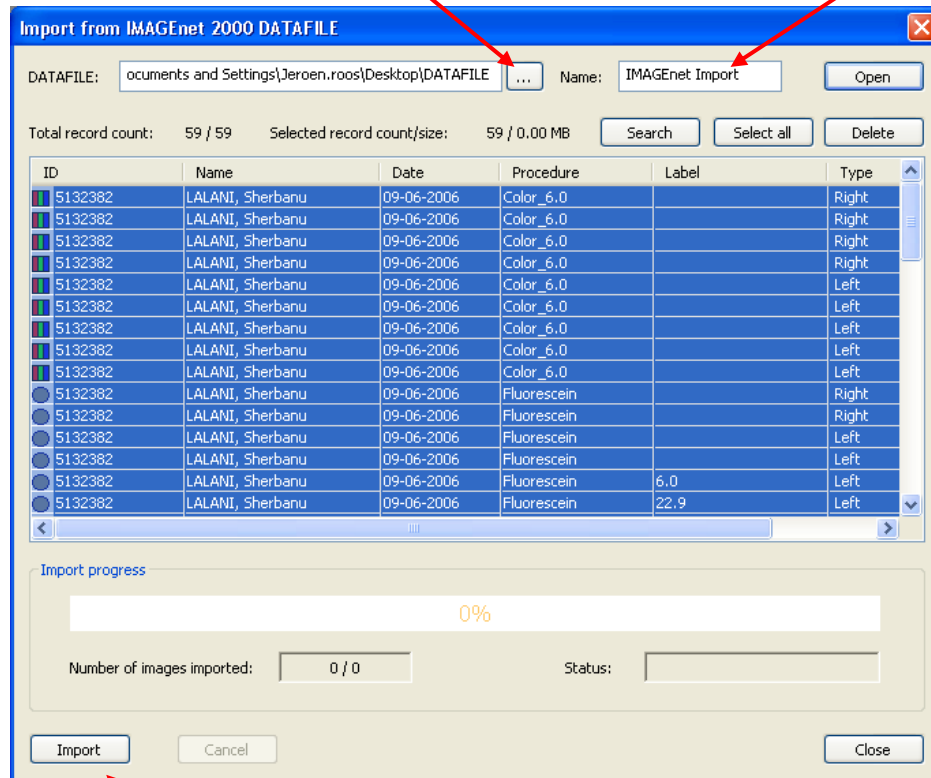 Import from IMAGEnet 2000 DATAFILE
DATAFILE: ocuments and Settings\Jeroen.roos\Desktop\DATAFILE ... Name: IMAGEnet Import Open
Total record count: 59 / 59 Selected record count/size: 59 / 0.00 MB Search Select all Delete
ID Name Date Procedure Label Type
5132382 LALANI, Sherbanu 09-06-2006 Color_6.0 Right
5132382 LALANI, Sherbanu 09-06-2006 Color_6.0 Right
5132382 LALANI, Sherbanu 09-06-2006 Color_6.0 Right
5132382 LALANI, Sherbanu 09-06-2006 Color_6.0 Right
5132382 LALANI, Sherbanu 09-06-2006 Color_6.0 Left
5132382 LALANI, Sherbanu 09-06-2006 Color_6.0 Left
5132382 LALANI, Sherbanu 09-06-2006 Color_6.0 Left
5132382 LALANI, Sherbanu 09-06-2006 Color_6.0 Left
5132382 LALANI, Sherbanu 09-06-2006 Color_6.0 Left
5132382 LALANI, Sherbanu 09-06-2006 Fluorescein Right
5132382 LALANI, Sherbanu 09-06-2006 Fluorescein Right
5132382 LALANI, Sherbanu 09-06-2006 Fluorescein Left
5132382 LALANI, Sherbanu 09-06-2006 Fluorescein Left
5132382 LALANI, Sherbanu 09-06-2006 Fluorescein 6.0 Left
5132382 LALANI, Sherbanu 09-06-2006 Fluorescein 22.9 Left
Import progress
0%
Number of images imported: 0 / 0 Status:
Import Cancel Close